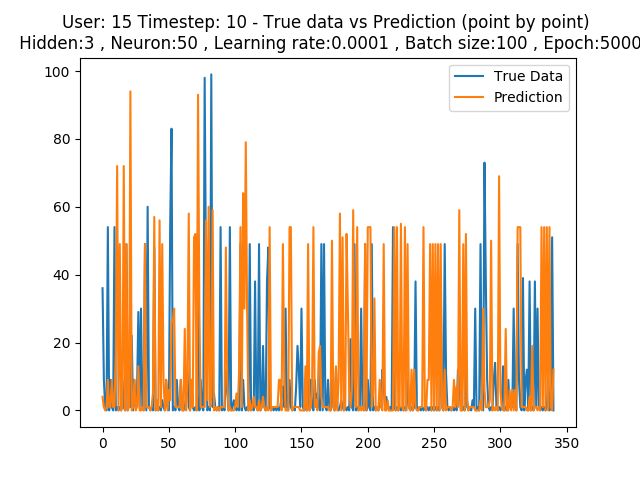 User: 15 Timestep: 10 - True data vs Prediction (point by point)
Hidden:3 , Neuron:50 , Learning rate:0.0001 , Batch size:100 , Epoch:5000
True Data
Prediction
100
80
60
40
20
0
0 50 100 150 200 250 300 350